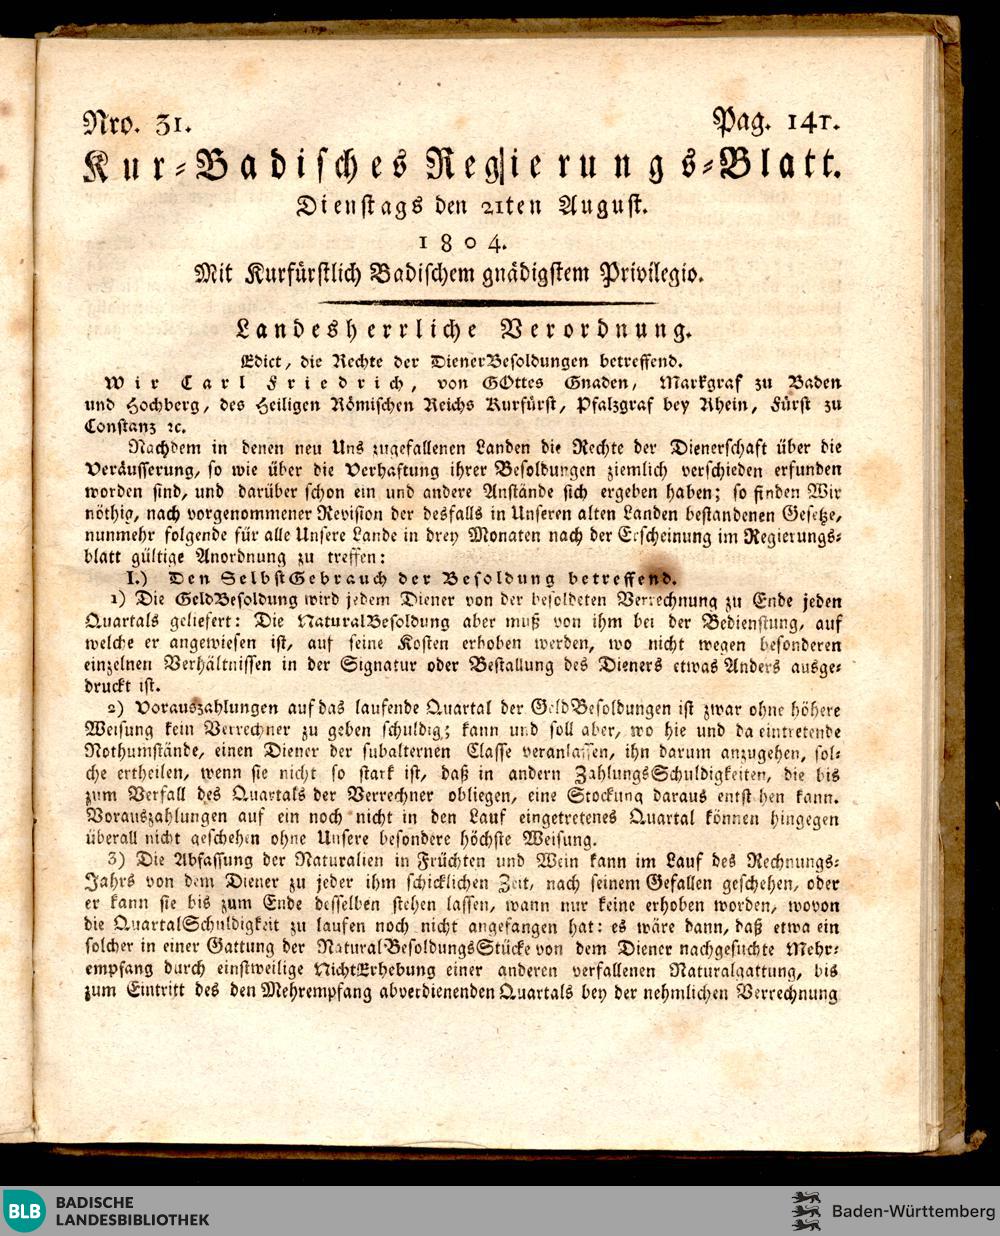 Nro. 31. Pag. 141.
Kur-Badisches Regierungs-Blatt.
Dienstags den 21ten August.
1804.
Mit Kurfürstlich Badischem gnädigstem Privilegio.
Landesherrliche Verordnung.
Edict, die Rechte der DienerBesoldungen betreffend.
Wir Carl Friedrich, von GOttes Gnaden, Markgraf zu Baden
und Hochberg, des Heiligen Römischen Reichs Kurfürst, Pfalzgraf bey Rhein, Fürst zu
Constanz ꝛc.
Nachdem in denen neu Uns zugefallenen Landen die Rechte der Dienerschaft über die
Veräusserung, so wie über die Verhaftung ihrer Besoldungen ziemlich verschieden erfunden
worden sind, und darüber schon ein und andere Anstände sich ergeben haben; so finden Wir
nöthig, nach vorgenommener Revision der desfalls in Unseren alten Landen bestandenen Gesetze,
nunmehr folgende für alle Unsere Lande in drey Monaten nach der Erscheinung im Regierungs-
blatt gültige Anordnung zu treffen:
I.) Den SelbstGebrauch der Besoldung betreffend.
1) Die GeldBesoldung wird jedem Diener von der besoldeten Verrechnung zu Ende jeden
Quartals geliefert: Die NaturalBesoldung aber muß von ihm bei der Bedienstung, auf
welche er angewiesen ist, auf seine Kosten erhoben werden, wo nicht wegen besonderen
einzelnen Verhältnissen in der Signatur oder Bestallung des Dieners etwas Anders ausge-
druckt ist.
2) Vorauszahlungen auf das laufende Quartal der GeldBesoldungen ist zwar ohne höhere
Weisung kein Verrechner zu geben schuldig; kann und soll aber, wo hie und da eintretende
Nothumstände, einen Diener der subalternen Classe veranlassen, ihn darum anzugehen, sol-
che ertheilen, wenn sie nicht so stark ist, daß in andern ZahlungsSchuldigkeiten, die bis
zum Verfall des Quartals der Verrechner obliegen, eine Stockung daraus entstehen kann.
Vorauszahlungen auf ein noch nicht in den Lauf eingetretenes Quartal können hingegen
überall nicht geschehen ohne Unsere besondere höchste Weisung.
3) Die Abfassung der Naturalien in Früchten und Wein kann im Lauf des Rechnungs-
Jahrs von dem Diener zu jeder ihm schicklichen Zeit, nach seinem Gefallen geschehen, oder
er kann sie bis zum Ende desselben stehen lassen, wann nur keine erhoben worden, wovon
die QuartalSchuldigkeit zu laufen noch nicht angefangen hat: es wäre dann, daß etwa ein
solcher in einer Gattung der NaturalBesoldungsStücke von dem Diener nachgesuchte Mehr-
empfang durch einstweilige NichtErhebung einer anderen verfallenen Naturalgattung, bis
zum Eintritt des den Mehrempfang abverdienenden Quartals bey der nehmlichen Verrechnung
BLB BADISCHE
LANDESBIBLIOTHEK
Baden-Württemberg